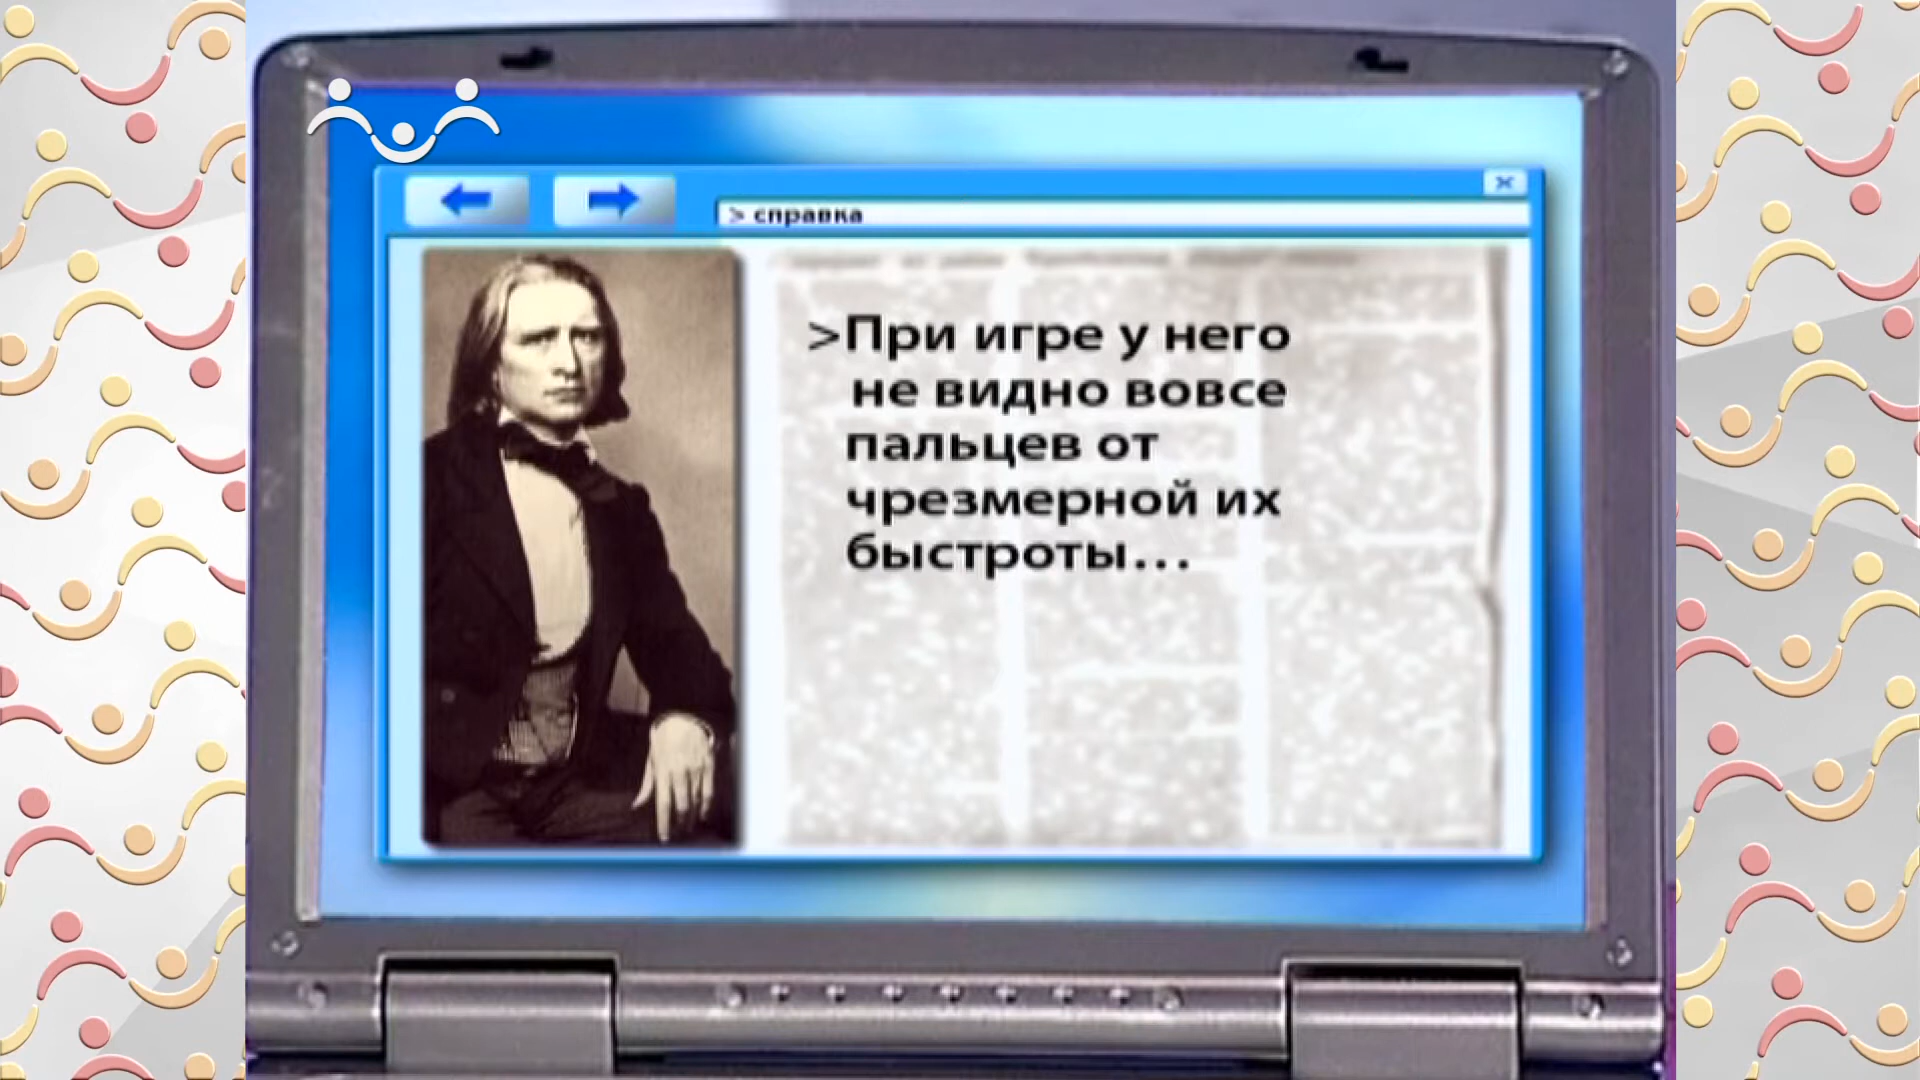 > справка
>При игре у него
не видно вовсе
пальцев от
чрезмерной их
быстроты...